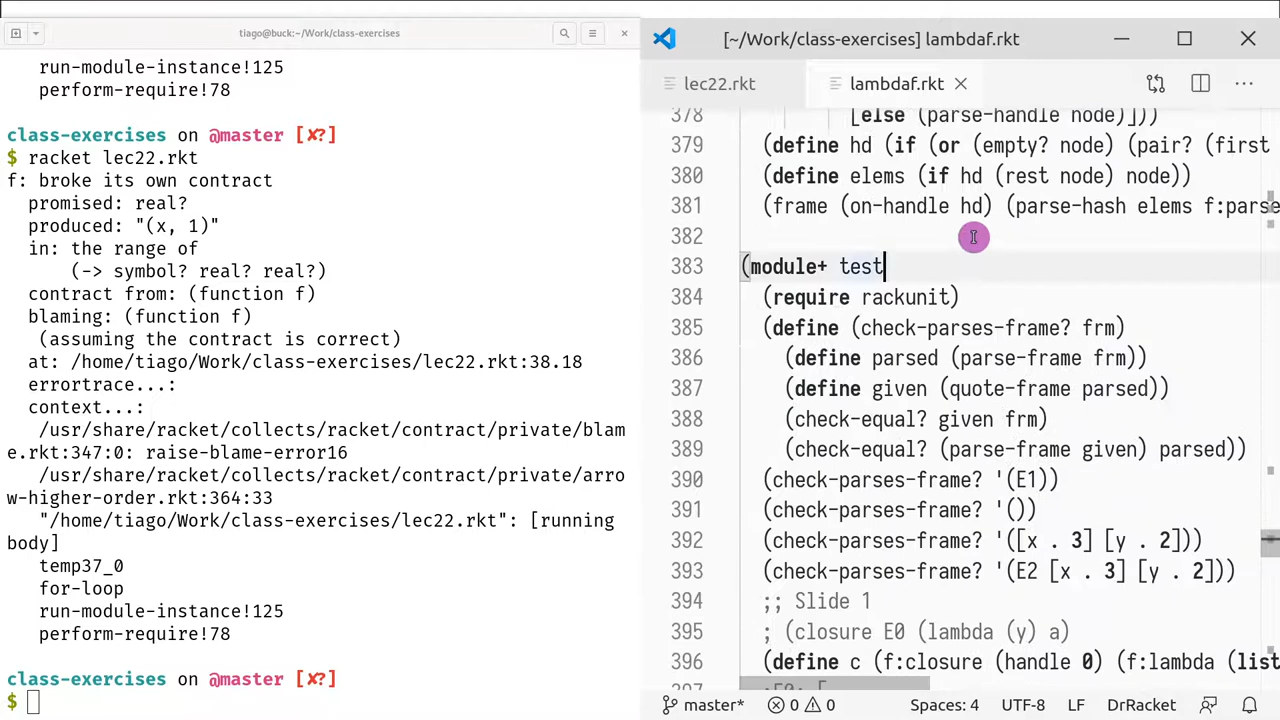 tiago@buck:~/Work/class-exercises
run-module-instance!125
perform-require!78
class-exercises on @master [✘?]
$ racket lec22.rkt
f: broke its own contract
promised: real?
produced: "(x, 1)"
in: the range of
(-> symbol? real? real?)
contract from: (function f)
blaming: (function f)
(assuming the contract is correct)
at: /home/tiago/Work/class-exercises/lec22.rkt:38.18
errortrace...:
context...:
/usr/share/racket/collects/racket/contract/private/blam
e.rkt:347:0: raise-blame-error16
/usr/share/racket/collects/racket/contract/private/arro
w-higher-order.rkt:364:33
"/home/tiago/Work/class-exercises/lec22.rkt": [running
body]
temp37_0
for-loop
run-module-instance!125
perform-require!78
class-exercises on @master [✘?]
$
[~/Work/class-exercises] lambdaf.rkt
lec22.rkt
lambdaf.rkt
378 [else (parse-handle node)]))
379 (define hd (if (or (empty? node) (pair? (first
380 (define elems (if hd (rest node) node))
381 (frame (on-handle hd) (parse-hash elems f:parse
382
383 (module+ test
384 (require rackunit)
385 (define (check-parses-frame? frm)
386 (define parsed (parse-frame frm))
387 (define given (quote-frame parsed))
388 (check-equal? given frm)
389 (check-equal? (parse-frame given) parsed))
390 (check-parses-frame? '(E1))
391 (check-parses-frame? '())
392 (check-parses-frame? '([x . 3] [y . 2]))
393 (check-parses-frame? '(E2 [x . 3] [y . 2]))
394 ;; Slide 1
395 ; (closure E0 (lambda (y) a)
396 (define c (f:closure (handle 0) (f:lambda (list
397 ;E0: [
master* 0 0 Spaces: 4 UTF-8 LF DrRacket